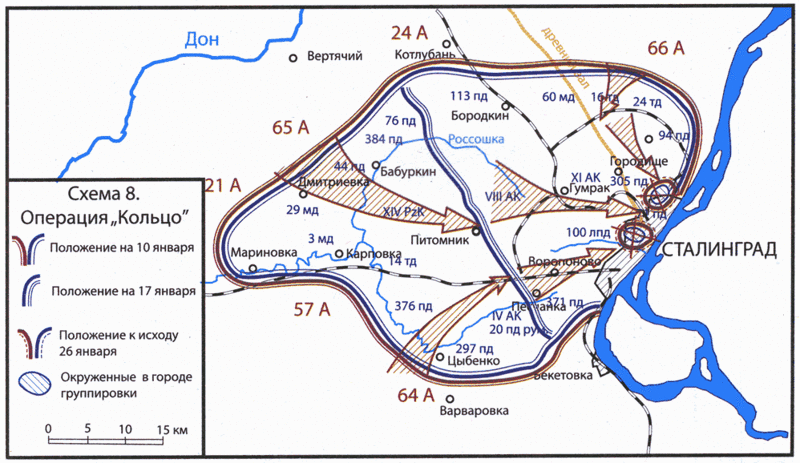 Дон
24 А
Котлубань
Вертячий
66 А
древний вал
113 пд
60 мд
16 тд
24 тд
Бородкин
76 пд
94 пд
65 А
384 пд
Россошка
Городище
44 пд
Бабуркин
XI АК
305 пд
21 А
Дмитриевка
VIII АК
Гумрак
29 мд
XIV PzK
пд
Питомник
100 лпд
3 мд
СТАЛИНГРАД
Мариновка
Карповка
14 тд
Воропоново
57 А
376 пд
Песчанка
371 пд
IV АК
20 пд рум.
297 пд
Цыбенко
Бекетовка
64 А
Варваровка
Схема 8.
Операция „Кольцо”
Положение на 10 января
Положение на 17 января
Положение к исходу
26 января
Окруженные в городе
группировки
0 5 10 15 км